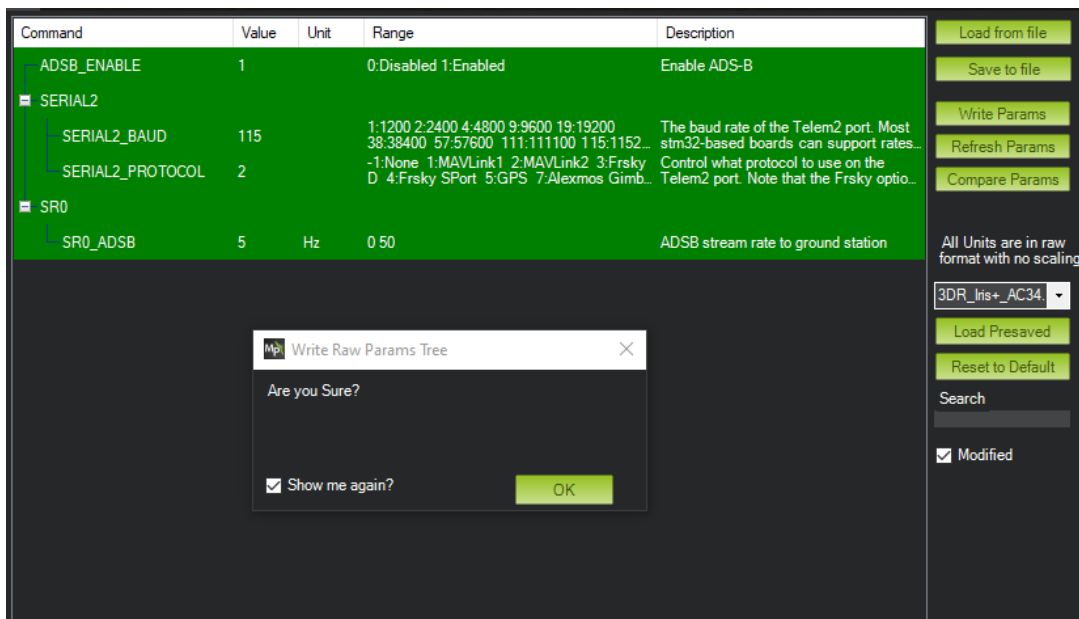 Command Value Unit Range Description
ADSB_ENABLE 1 0:Disabled 1:Enabled Enable ADS-B
SERIAL2
SERIAL2_BAUD 115 1:1200 2:2400 4:4800 9:9600 19:19200 38:38400 57:57600 111:111100 115:1152... The baud rate of the Telem2 port. Most stm32-based boards can support rates...
SERIAL2_PROTOCOL 2 -1:None 1:MAVLink1 2:MAVLink2 3:Frsky D 4:Frsky SPort 5:GPS 7:Alexmos Gimb... Control what protocol to use on the Telem2 port. Note that the Frsky optio...
SR0
SR0_ADSB 5 Hz 0 50 ADSB stream rate to ground station
Write Raw Params Tree
Are you Sure?
Show me again?
OK
Load from file
Save to file
Write Params
Refresh Params
Compare Params
All Units are in raw
format with no scaling
3DR_Iris+_AC34.
Load Presaved
Reset to Default
Search
Modified